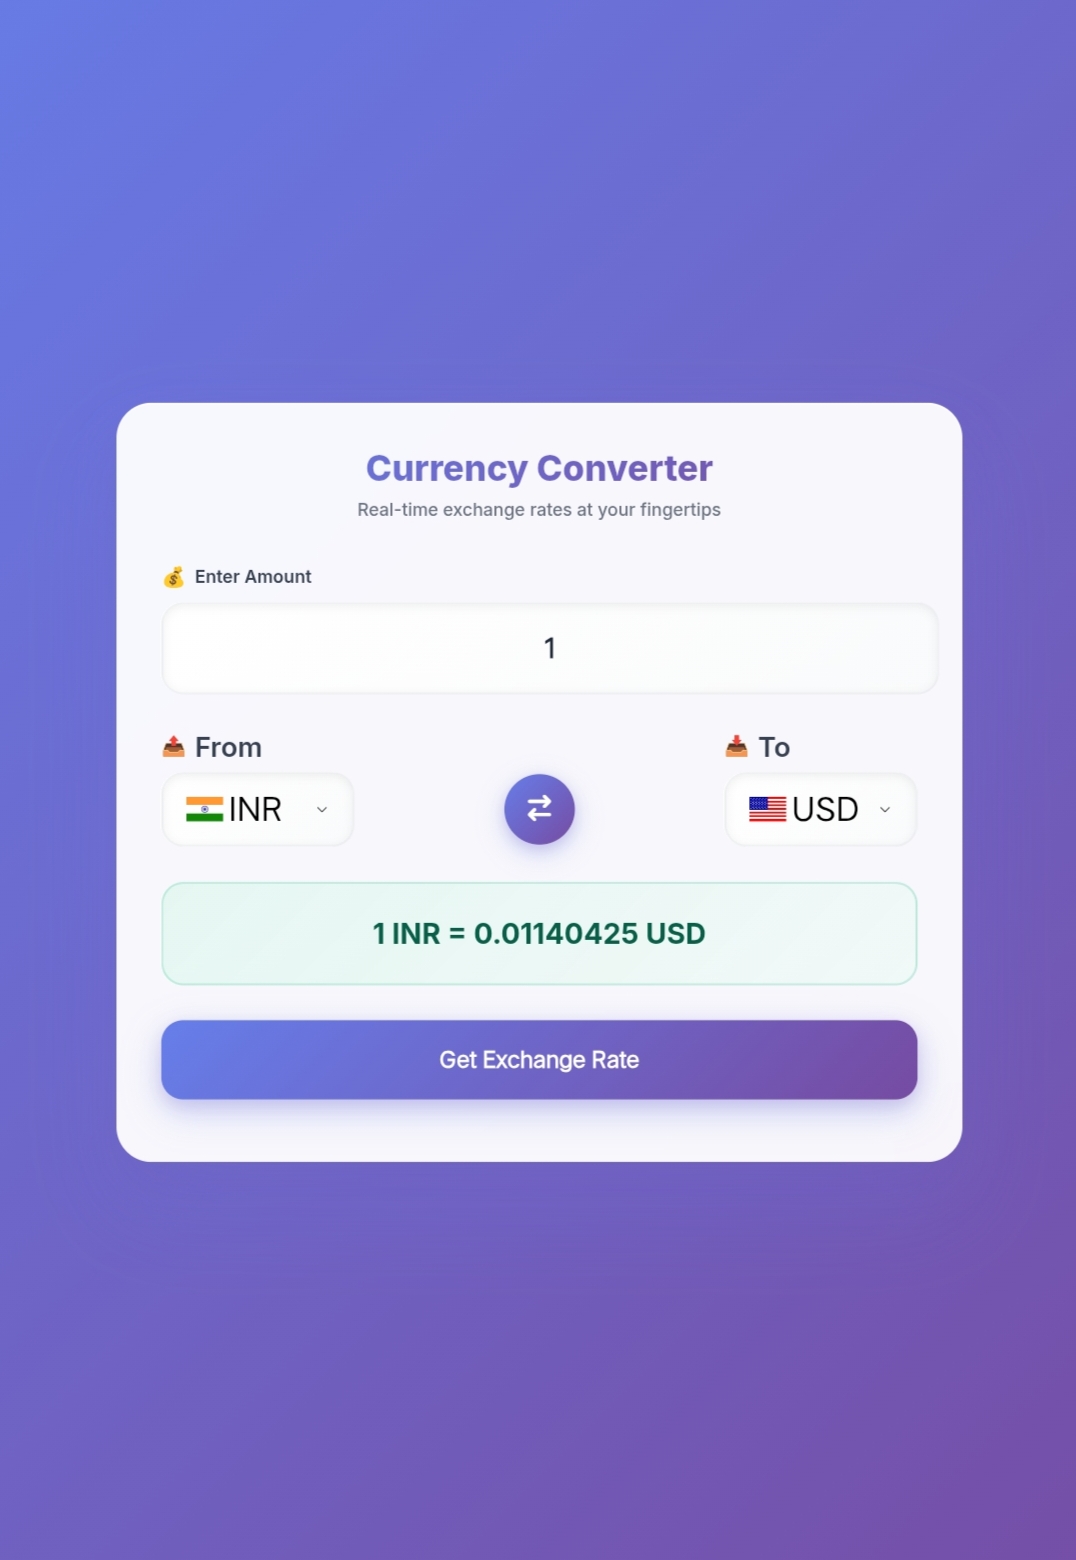 Currency Converter
Real-time exchange rates at your fingertips
Enter Amount
1
From
To
INR
USD
1 INR = 0.01140425 USD
Get Exchange Rate